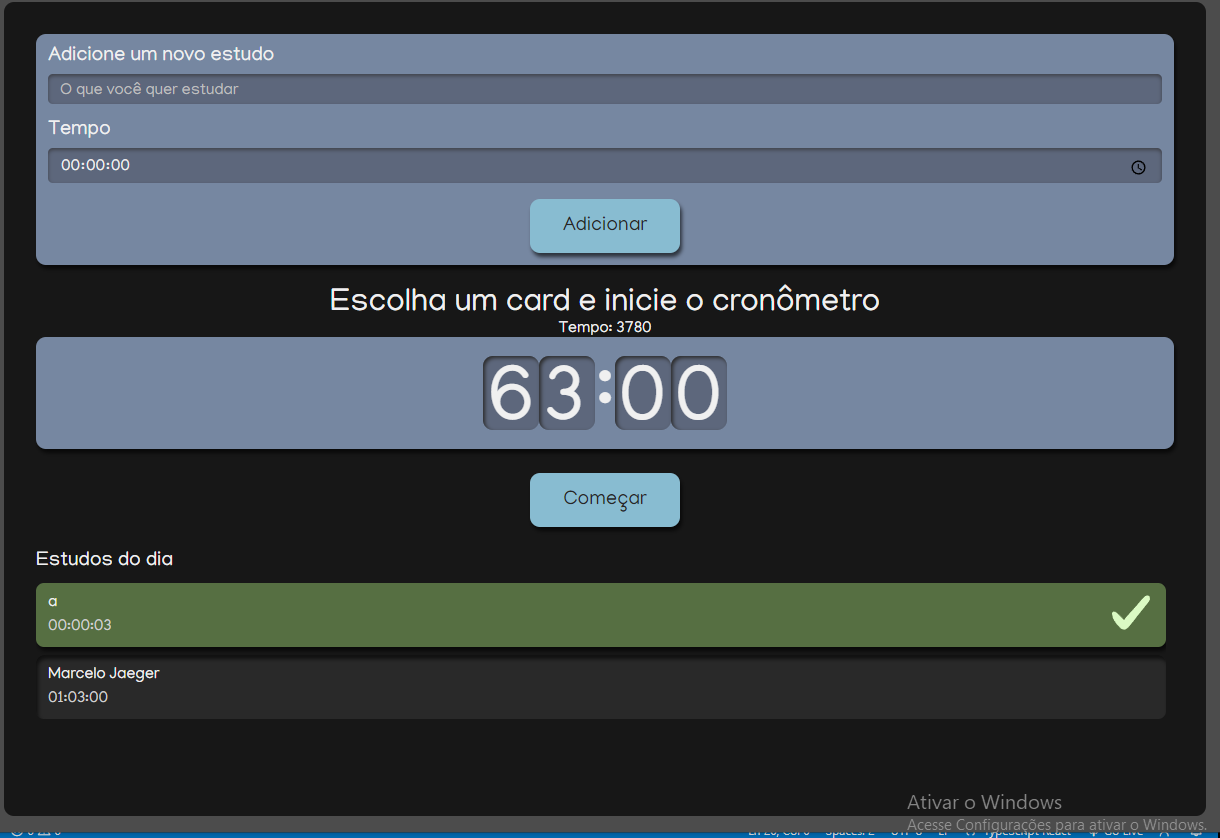 Adicione um novo estudo
O que você quer estudar
Tempo
00:00:00
Adicionar
Escolha um card e inicie o cronômetro
Tempo: 3780
63:00
Começar
Estudos do dia
a
00:00:03
Marcelo Jaeger
01:03:00
Ativar o Windows
Acesse Configurações para ativar o Windows.